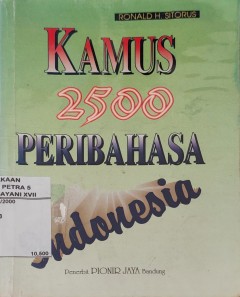 RONALD H. SITORUS
KAMUS
2500
PERIBAHASA
Indonesia
AKAAN
PETRA 5
AYANI XVII
/2000
10,500
Penerbit PIONIR JAYA Bandung